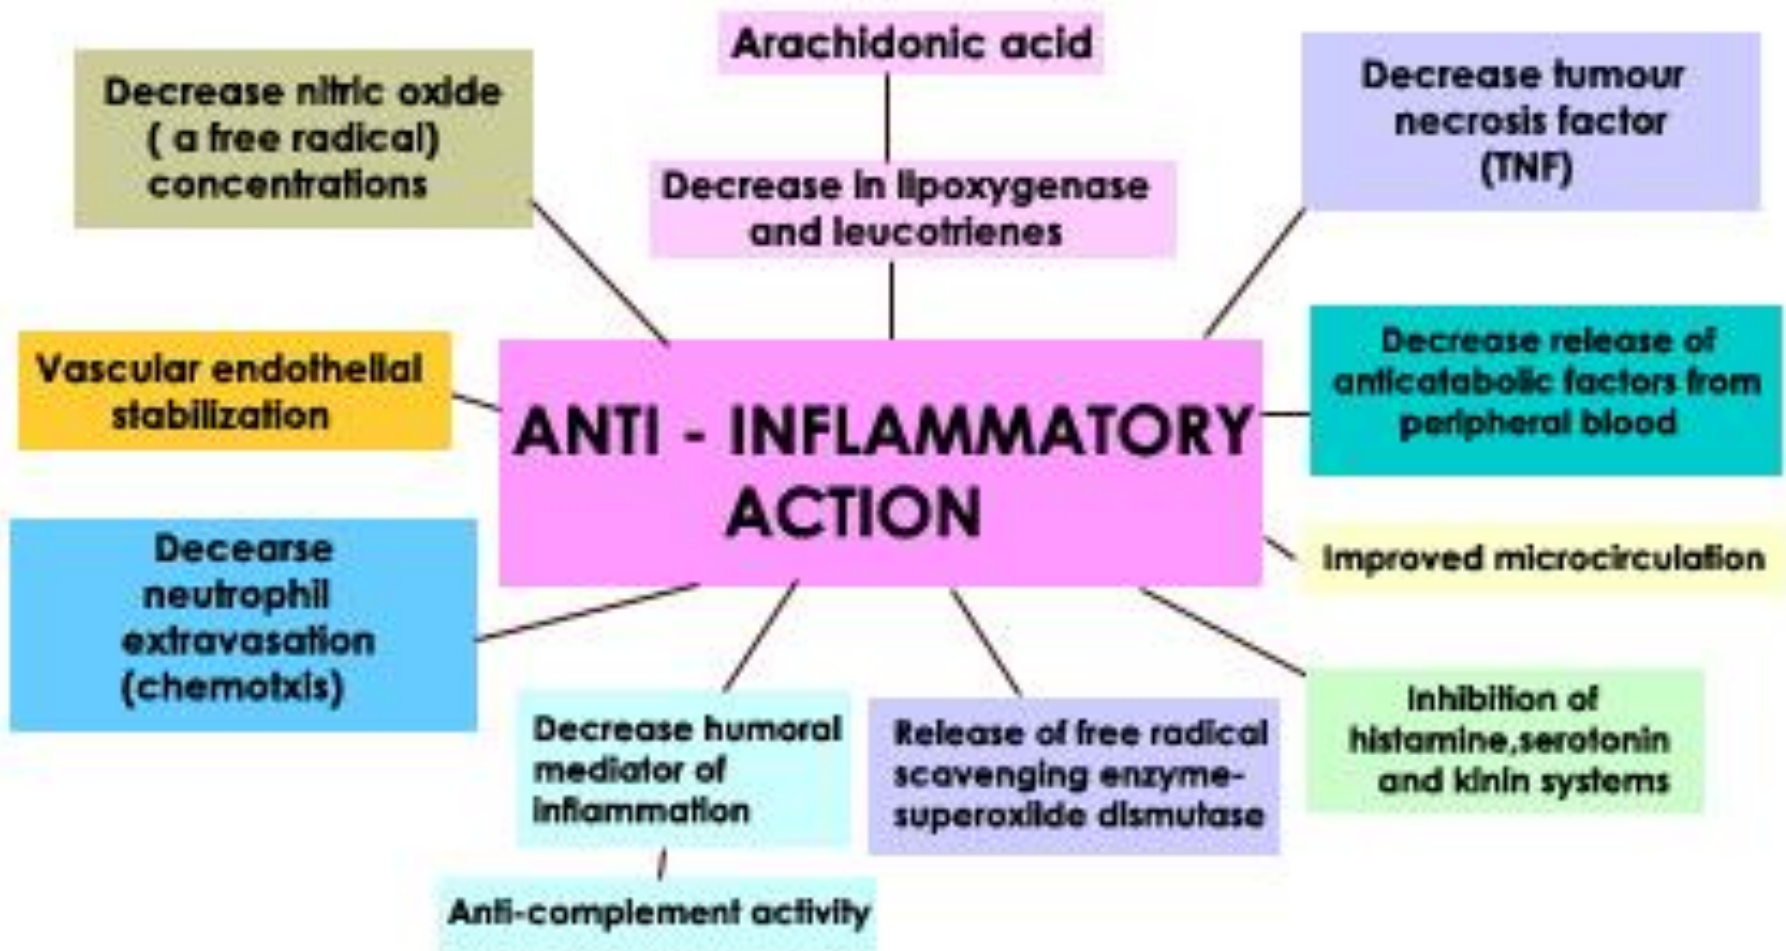 Arachidonic acid
Decrease nitric oxide
( a free radical)
concentrations
Decrease in lipoxygenase
and leucotrienes
Decrease tumour
necrosis factor
(TNF)
Vascular endothelial
stabilization
ANTI - INFLAMMATORY
ACTION
Decrease release of
anticatabolic factors from
peripheral blood
Improved microcirculation
Decearse
neutrophil
extravasation
(chemotxis)
Decrease humoral
mediator of
inflammation
Release of free radical
scavenging enzyme-
superoxiide dismutase
Inhibition of
histamine,serotonin
and kinin systems
Anti-complement activity